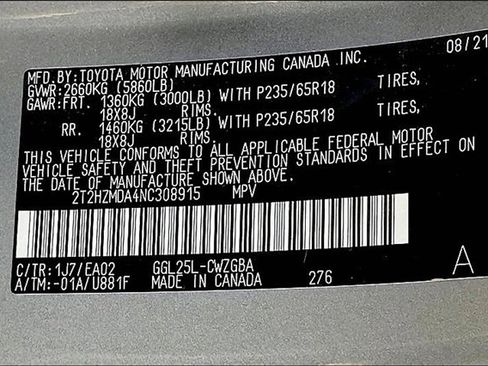 MFD.BY:TOYOTA MOTOR MANUFACTURING CANADA INC. 08/21
GVWR:2660KG (5860LB)
GAWR:FRT. 1360KG (3000LB) WITH P235/65R18 TIRES,
18X8J RIMS.
RR. 1460KG (3215LB) WITH P235/65R18 TIRES,
18X8J RIMS.
THIS VEHICLE CONFORMS TO ALL APPLICABLE FEDERAL MOTOR
VEHICLE SAFETY AND THEFT PREVENTION STANDARDS IN EFFECT ON
THE DATE OF MANUFACTURE SHOWN ABOVE.
2T2HZMDA4NC308915 MPV
C/TR:1J7/EA02 GGL25L-CWZGBA
A/TM:-01A/U881F MADE IN CANADA 276 A